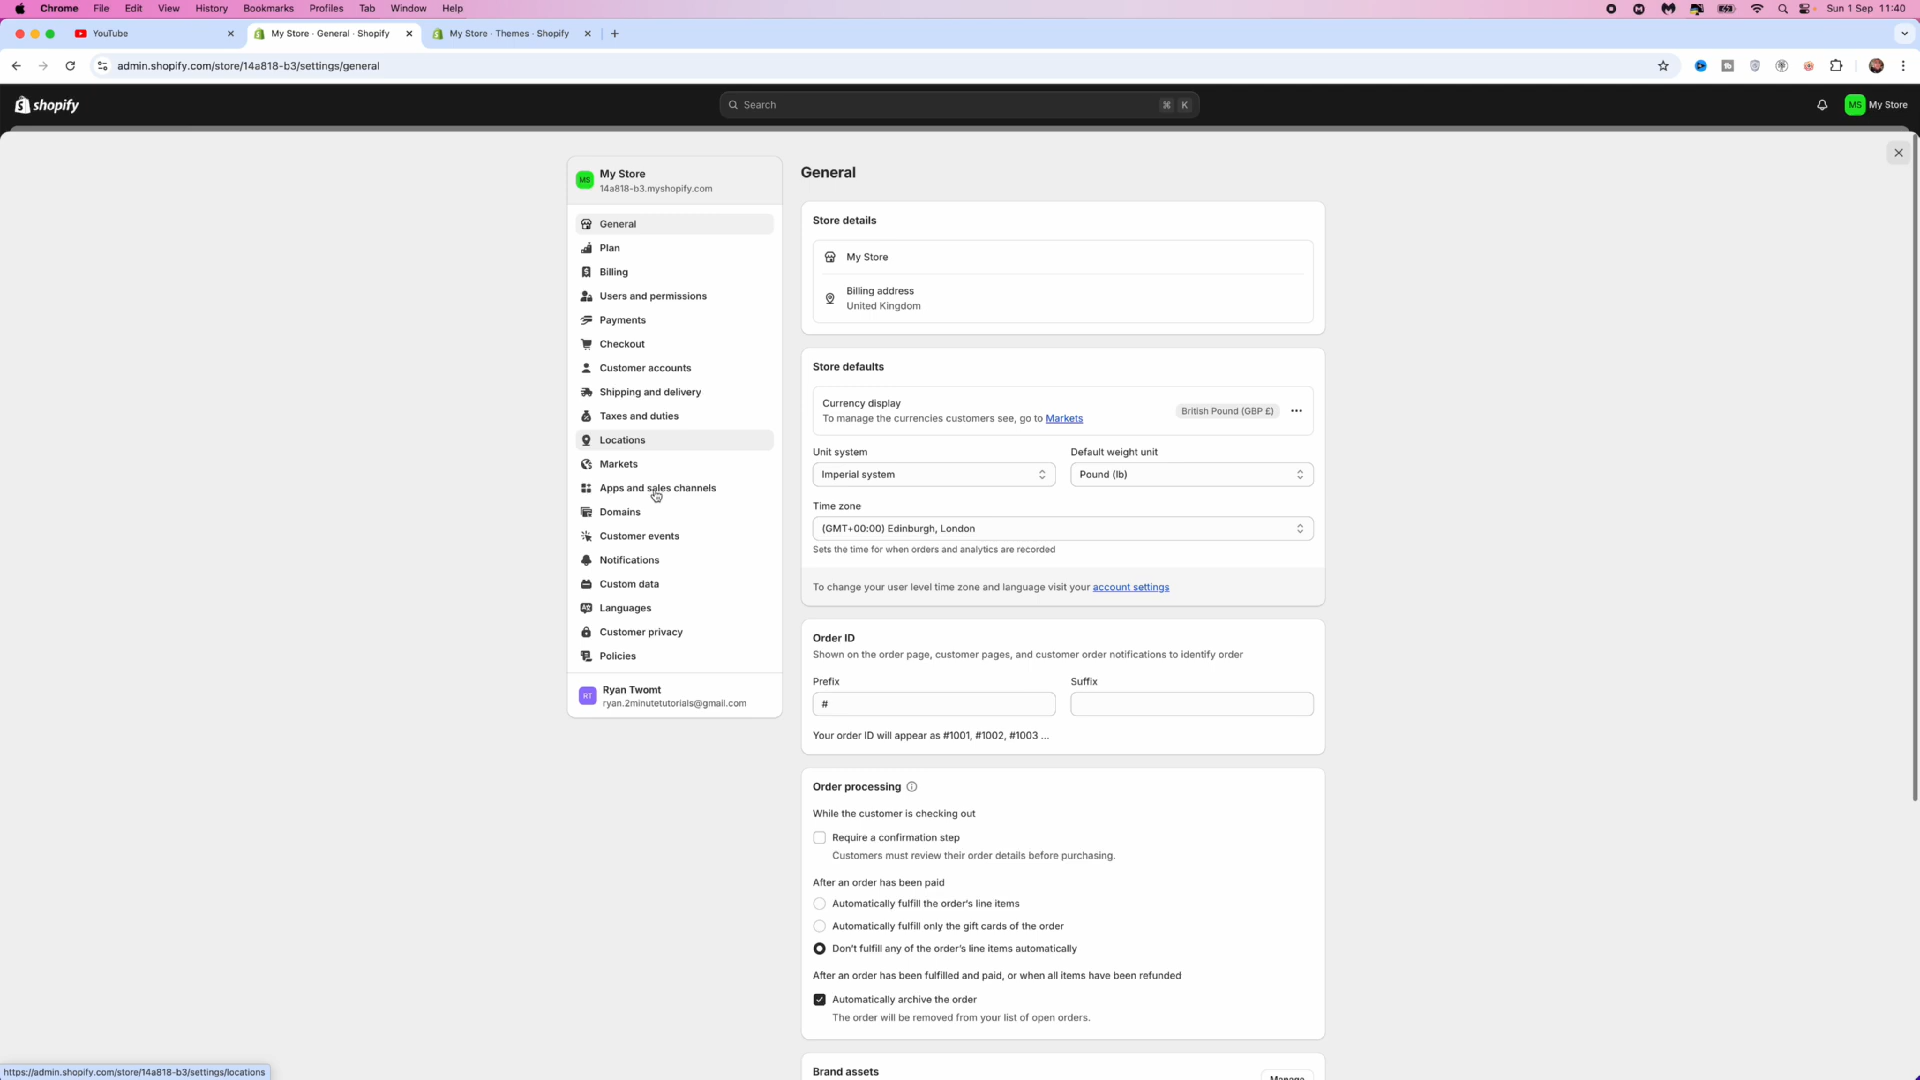 Chrome File Edit View History Bookmarks Profiles Tab Window Help Sun 1 Sep 11:40
YouTube
My Store · General · Shopify
My Store · Themes · Shopify
admin.shopify.com/store/14a818-b3/settings/general
shopify
Search
⌘ K
MS My Store
MS
My Store
14a818-b3.myshopify.com
General
Plan
Billing
Users and permissions
Payments
Checkout
Customer accounts
Shipping and delivery
Taxes and duties
Locations
Markets
Apps and sales channels
Domains
Customer events
Notifications
Custom data
Languages
Customer privacy
Policies
RT
Ryan Twomt
ryan.2minutetutorials@gmail.com
General
Store details
My Store
Billing address
United Kingdom
Store defaults
Currency display
To manage the currencies customers see, go to Markets
British Pound (GBP £)
Unit system
Imperial system
Default weight unit
Pound (lb)
Time zone
(GMT+00:00) Edinburgh, London
Sets the time for when orders and analytics are recorded
To change your user level time zone and language visit your account settings
Order ID
Shown on the order page, customer pages, and customer order notifications to identify order
Prefix
#
Suffix
Your order ID will appear as #1001, #1002, #1003 ...
Order processing
While the customer is checking out
Require a confirmation step
Customers must review their order details before purchasing.
After an order has been paid
Automatically fulfill the order's line items
Automatically fulfill only the gift cards of the order
Don't fulfill any of the order's line items automatically
After an order has been fulfilled and paid, or when all items have been refunded
Automatically archive the order
The order will be removed from your list of open orders.
Brand assets
Manage
https://admin.shopify.com/store/14a818-b3/settings/locations